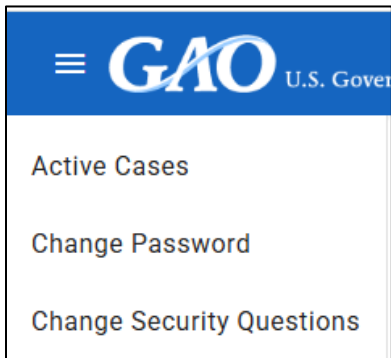 GAO U.S. Gover
Active Cases
Change Password
Change Security Questions